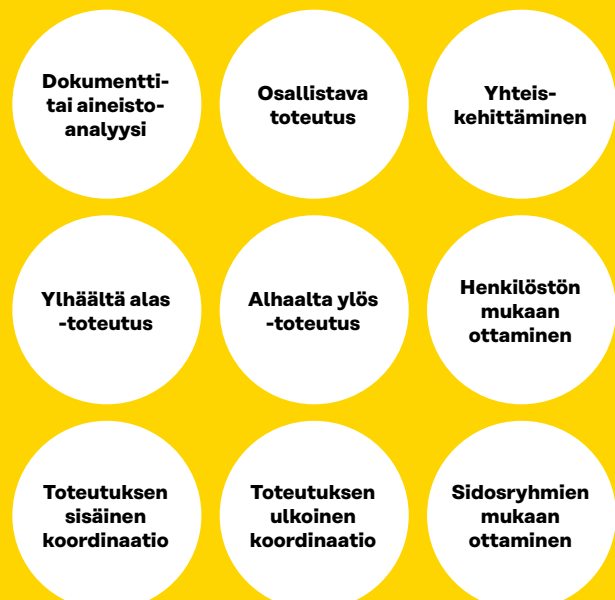 Dokumentti-
tai aineisto-
analyysi
Osallistava
toteutus
Yhteis-
kehittäminen
Ylhäältä alas
-toteutus
Alhaalta ylös
-toteutus
Henkilöstön
mukaan
ottaminen
Toteutuksen
sisäinen
koordinaatio
Toteutuksen
ulkoinen
koordinaatio
Sidosryhmien
mukaan
ottaminen